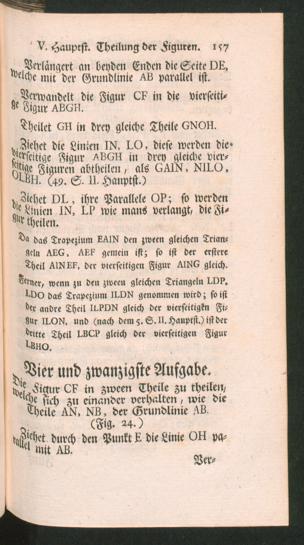 V. Hauptst. Theilung der Figuren. 157
Verlängert an beyden Enden die Seite DE,
welche mit der Grundlinie AB parallel ist.
Verwandelt die Figur CF in die vierseiti-
ge Figur ABGH.
Theilet GH in drey gleiche Theile GNOH.
Ziehet die Linien IN, LO, diese werden die
vierseitige Figur ABGH in drey gleiche vier-
seitige Figuren abtheilen, als GAIN, NILO,
OLBH. (49. S. II. Hauptst.)
Ziehet DL, ihre Parallele OP; so werden
die Linien IN, LP wie mans verlangt, die Fi-
gur theilen.
Da das Trapezium EAIN den zween gleichen Trian-
geln AEG, AEF gemein ist; so ist der erstere
Theil AINEF, der vierseitigen Figur AING gleich.
Ferner, wenn zu den zween gleichen Triangeln LDP,
LDO das Trapezium ILDN genommen wird; so ist
der andre Theil ILPDN gleich der vierseitigen Fi-
gur ILON, und (nach dem 5. S. II. Hauptst.) ist der
dritte Theil LBCP gleich der vierseitigen Figur
LBHO.
Vier und zwanzigste Aufgabe.
Die Figur CF in zween Theile zu theilen,
welche sich zu einander verhalten, wie die
Theile AN, NB, der Grundlinie AB.
(Fig. 24.)
Ziehet durch den Punkt E die Linie OH pa-
rallel mit AB.
Ver-